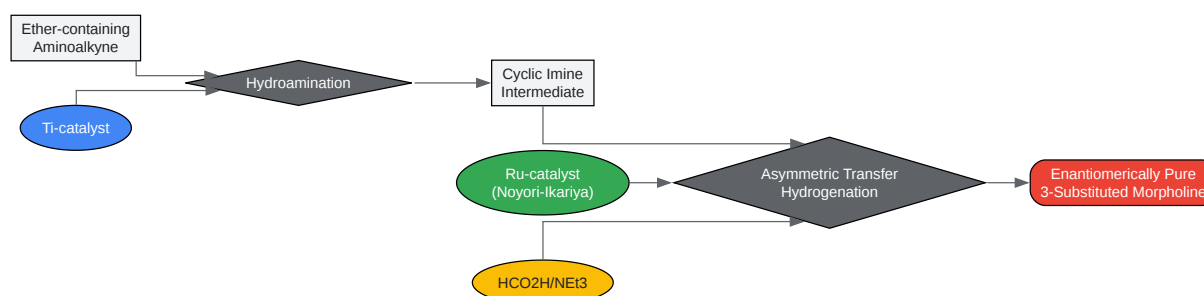 Ether-containing
Aminoalkyne
Hydroamination
Ti-catalyst
Cyclic Imine
Intermediate
Ru-catalyst
(Noyori-Ikariya)
Asymmetric Transfer
Hydrogenation
Enantiomerically Pure
3-Substituted Morpholine
HCO2H/NEt3